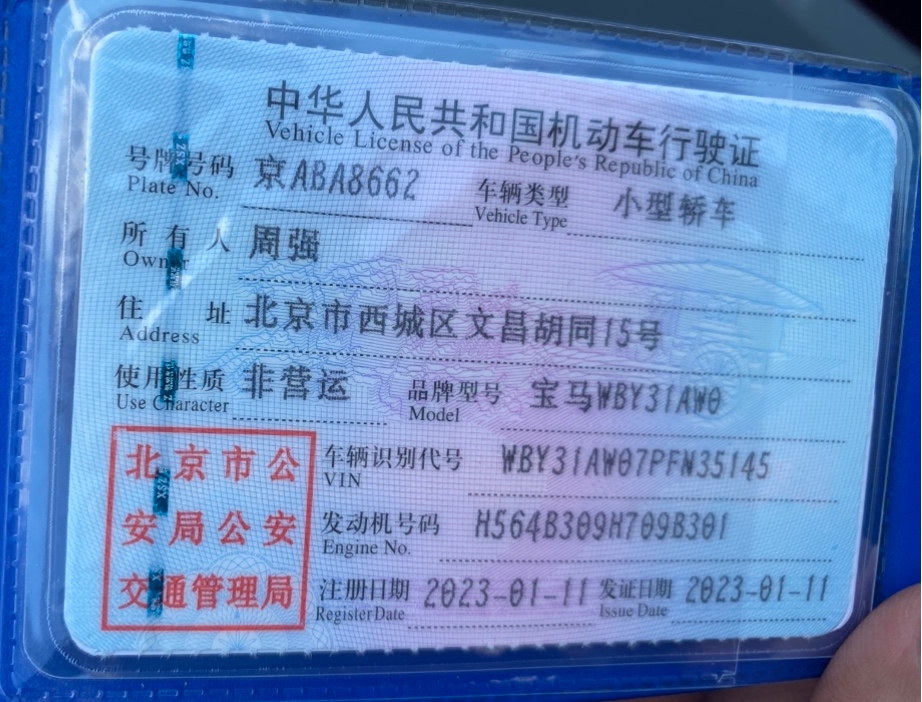 中华人民共和国机动车行驶证
Vehicle License of the People's Republic of China
号牌号码 京ABA8662 车辆类型 小型轿车
Plate No. Vehicle Type
所有人 周强
Owner
住址 北京市西城区文昌胡同15号
Address
使用性质 非营运 品牌型号 宝马WBY31AW0
Use Character Model
车辆识别代号 WBY31AW07PFN35145
VIN
发动机号码 H564B309H709B301
Engine No.
注册日期 2023-01-11 发证日期 2023-01-11
Register Date Issue Date
北京市公
安局公安
交通管理局